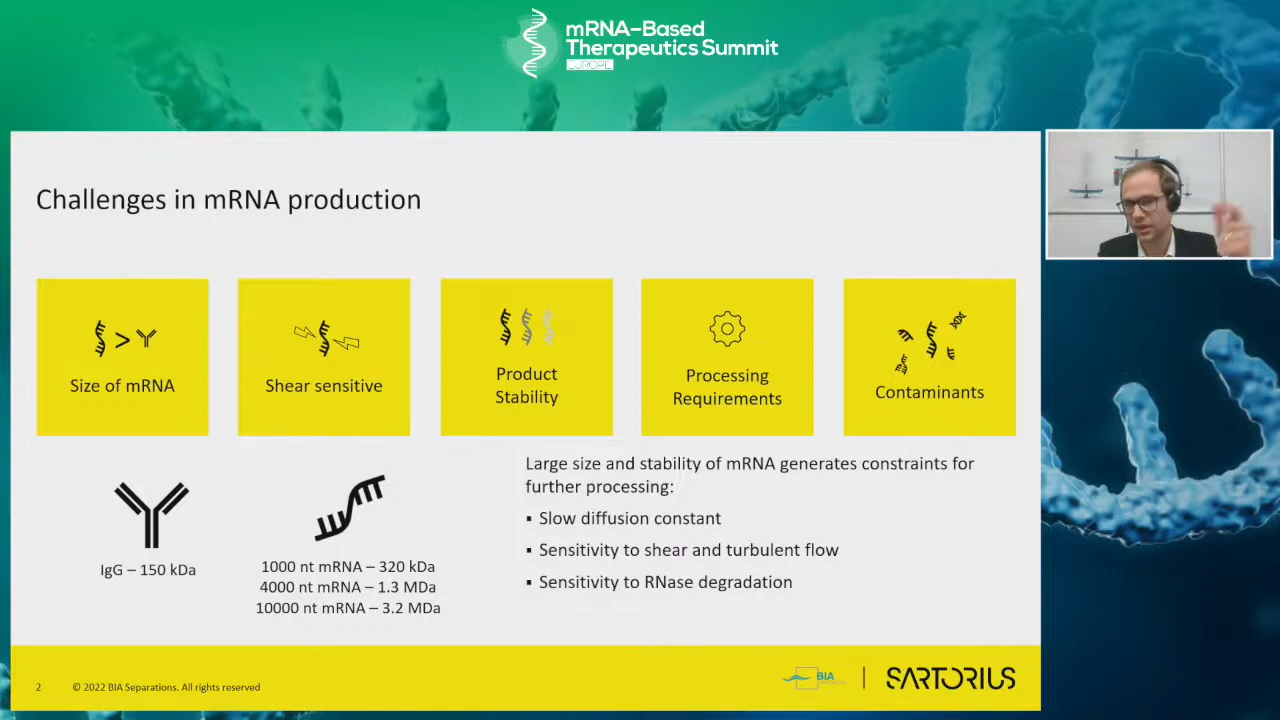 mRNA-Based
Therapeutics Summit
EUROPE
Challenges in mRNA production
>
Size of mRNA
Shear sensitive
Product
Stability
Processing
Requirements
Contaminants
IgG – 150 kDa
1000 nt mRNA – 320 kDa
4000 nt mRNA – 1.3 MDa
10000 nt mRNA – 3.2 MDa
Large size and stability of mRNA generates constraints for
further processing:
▪ Slow diffusion constant
▪ Sensitivity to shear and turbulent flow
▪ Sensitivity to RNase degradation
2 © 2022 BIA Separations. All rights reserved
BIA
SARTORIUS